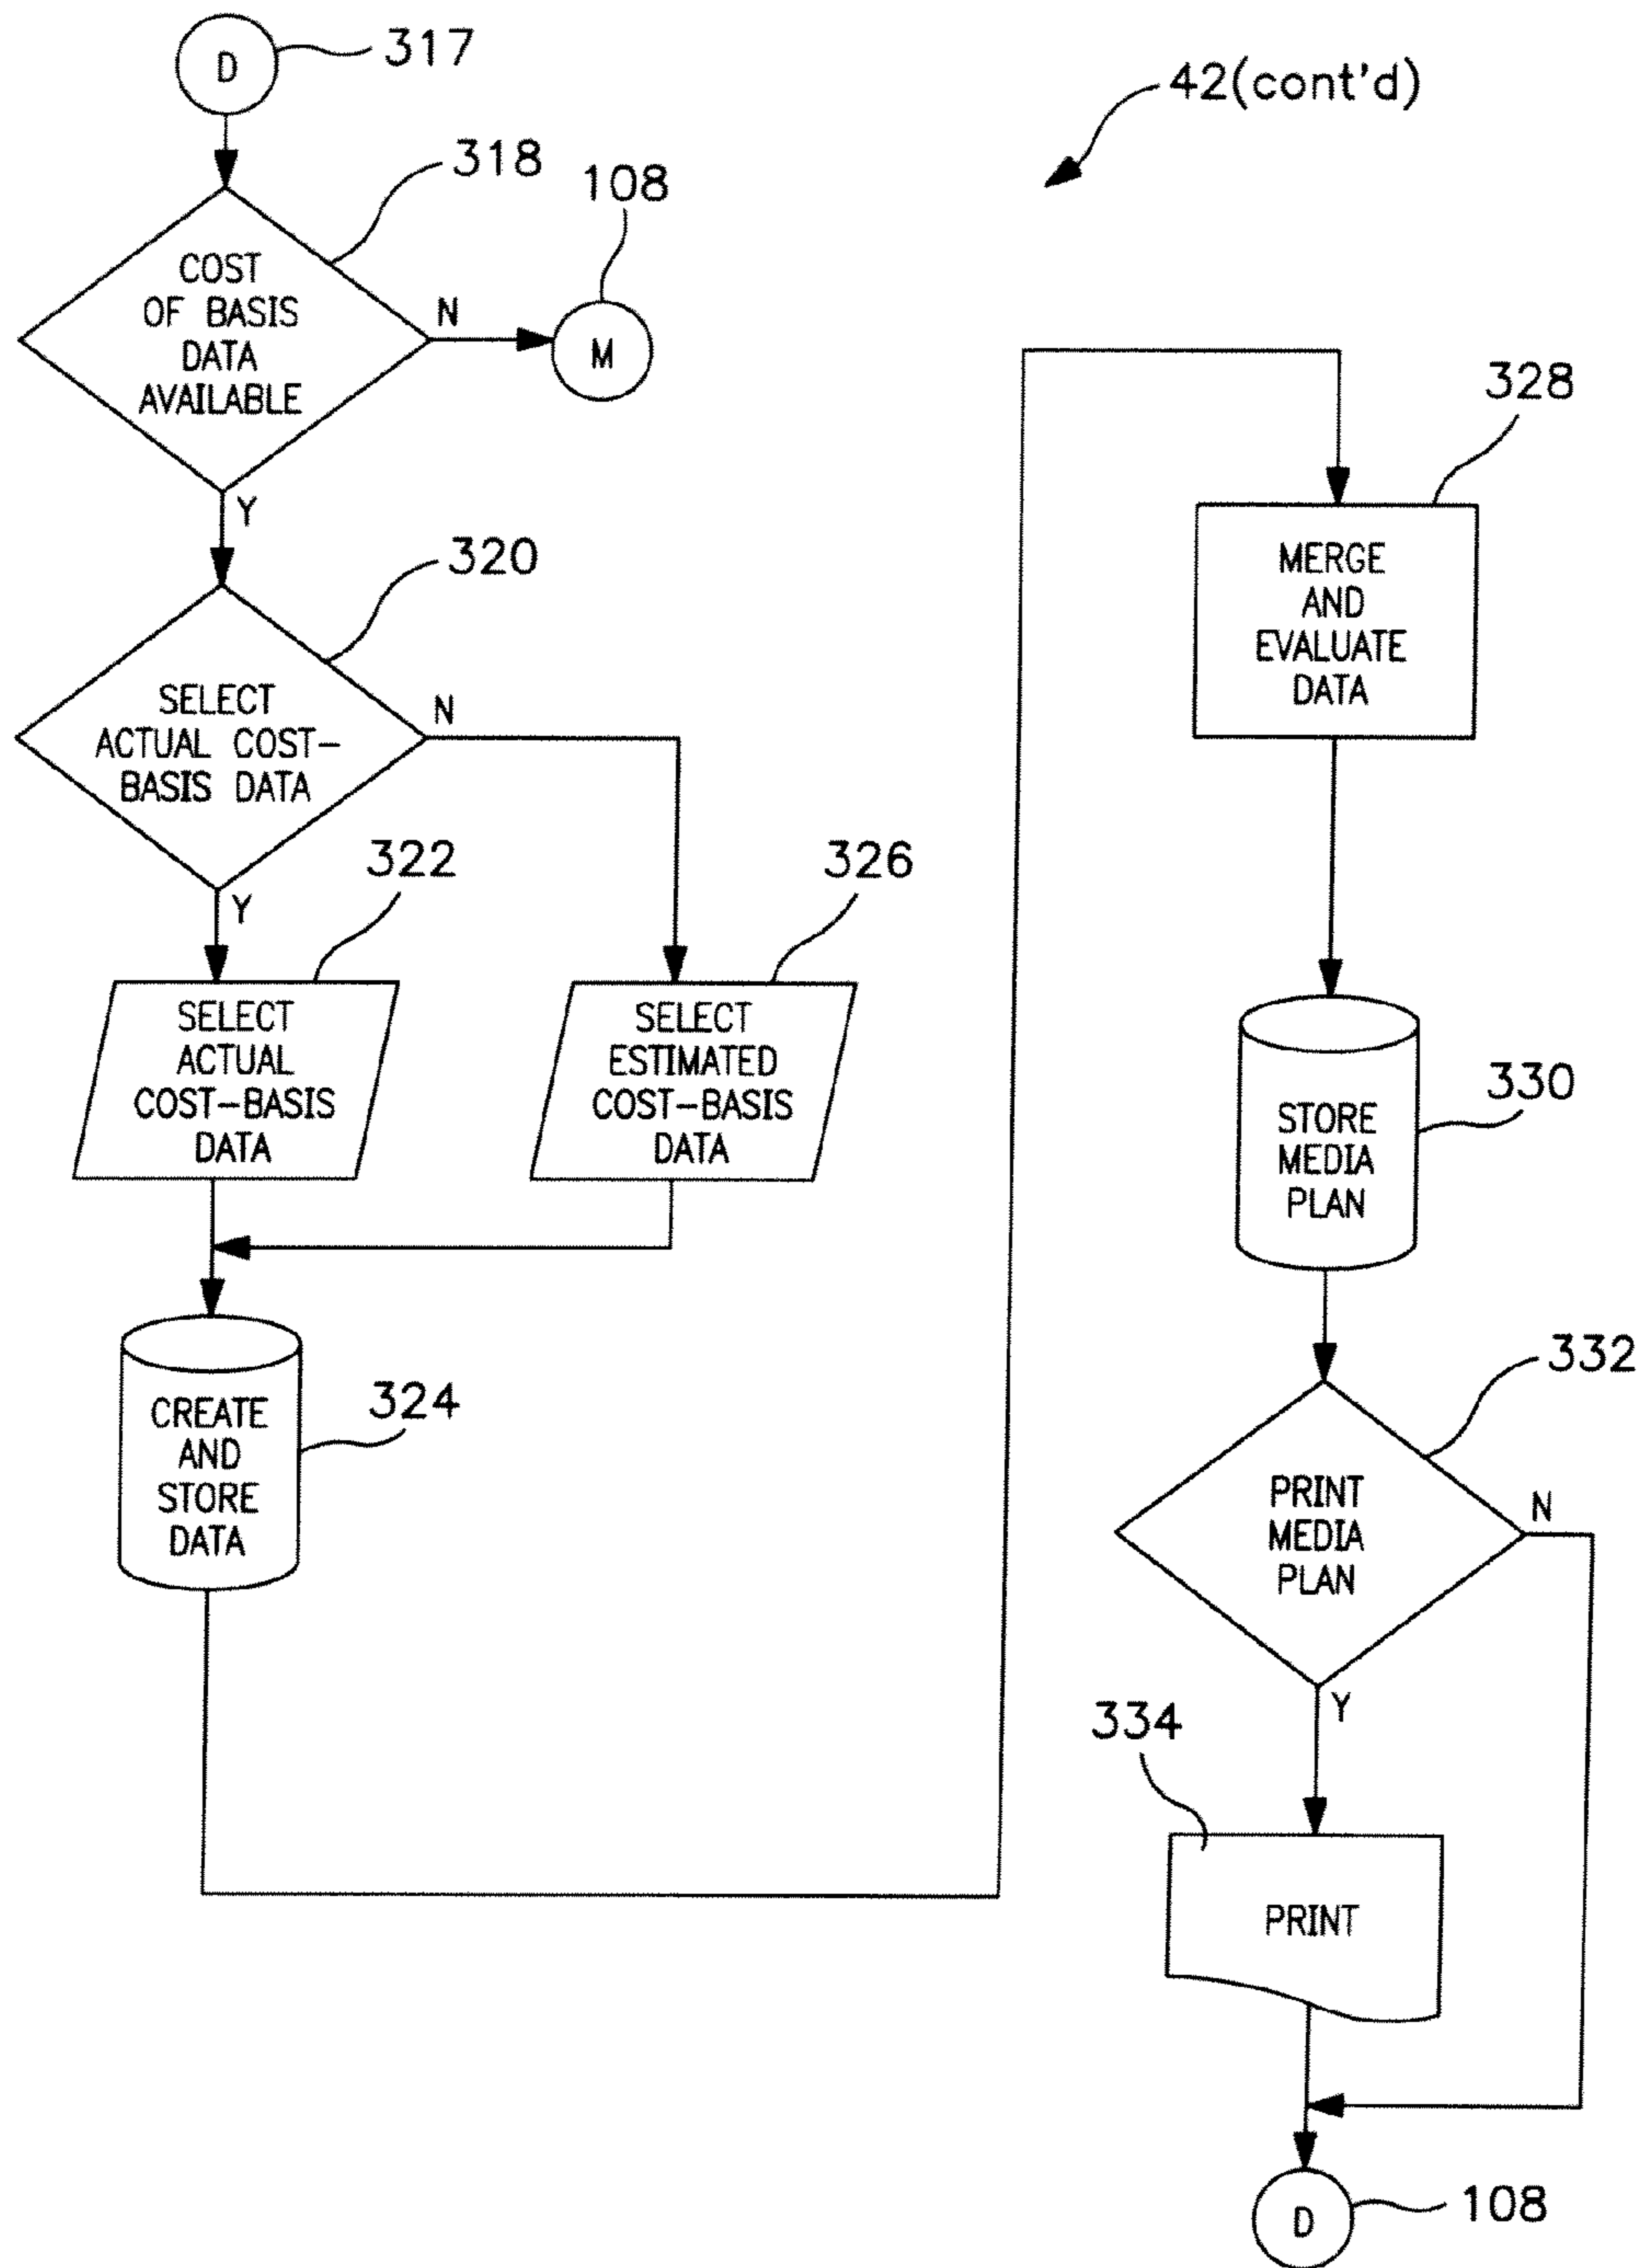 D
317
42(cont'd)
318
108
COST
OF BASIS
DATA
AVAILABLE
N
M
Y
320
SELECT
ACTUAL COST-
BASIS DATA
N
Y
322
326
SELECT
ACTUAL
COST-BASIS
DATA
SELECT
ESTIMATED
COST-BASIS
DATA
CREATE
AND
STORE
DATA
324
328
MERGE
AND
EVALUATE
DATA
STORE
MEDIA
PLAN
330
332
PRINT
MEDIA
PLAN
N
Y
334
PRINT
D
108